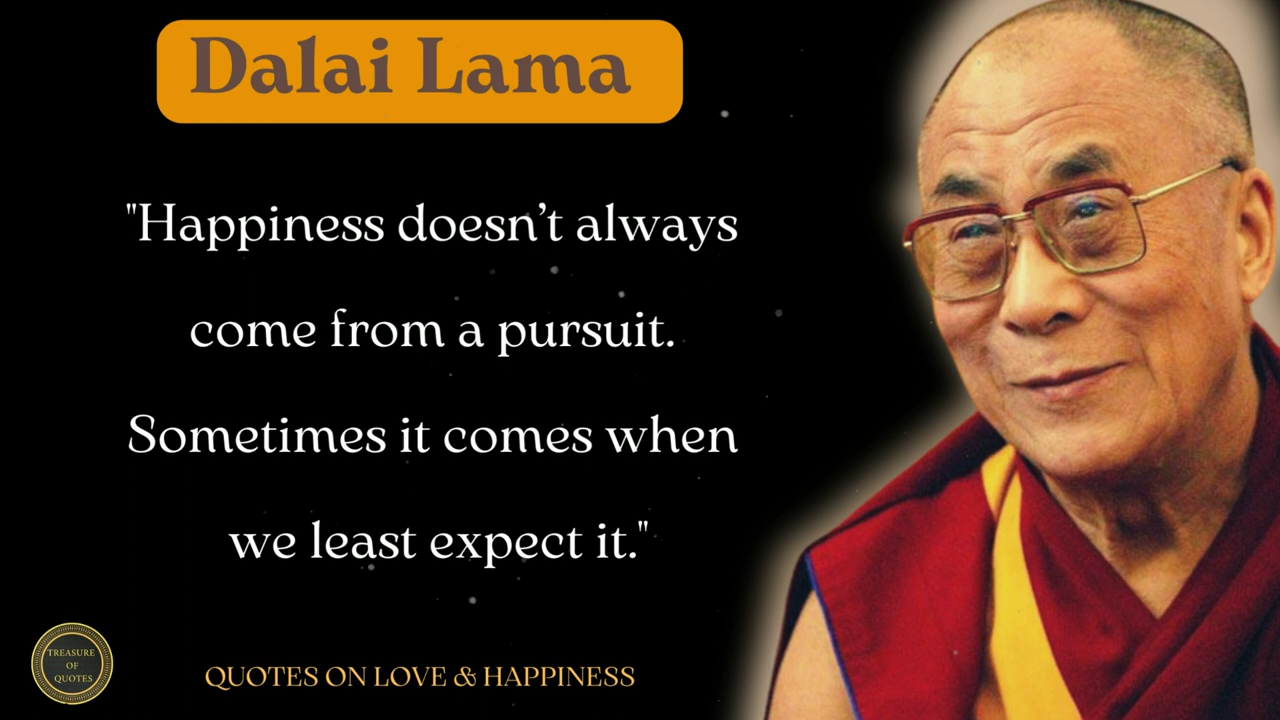 Dalai Lama
"Happiness doesn’t always
come from a pursuit.
Sometimes it comes when
we least expect it."
TREASURE
OF
QUOTES
QUOTES ON LOVE & HAPPINESS